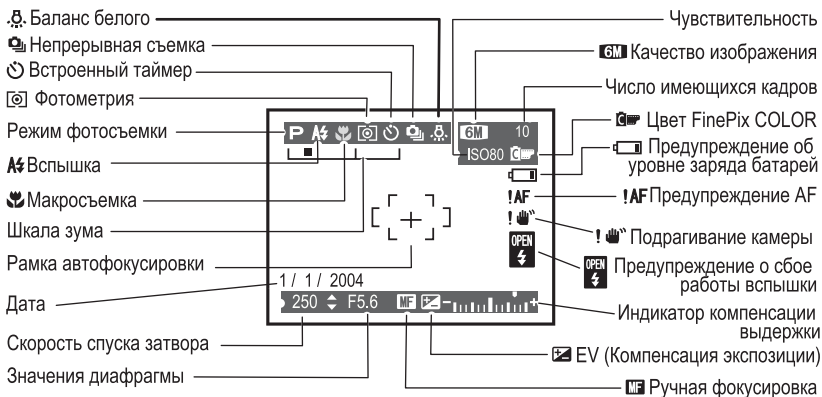 Баланс белого
Непрерывная съемка
Встроенный таймер
Фотометрия
Режим фотосъемки
Вспышка
Макросъемка
Шкала зума
Рамка автофокусировки
Дата
Скорость спуска затвора
Значения диафрагмы
P
6M
10
ISO80
!AF
!
OPEN
1 / 1 / 2004
250 F5.6 MF
Чувствительность
6M Качество изображения
Число имеющихся кадров
Цвет FinePix COLOR
Предупреждение об
уровне заряда батарей
!AF Предупреждение AF
! Подрагивание камеры
OPEN Предупреждение о сбое
работы вспышки
Индикатор компенсации
выдержки
EV (Компенсация экспозиции)
MF Ручная фокусировка